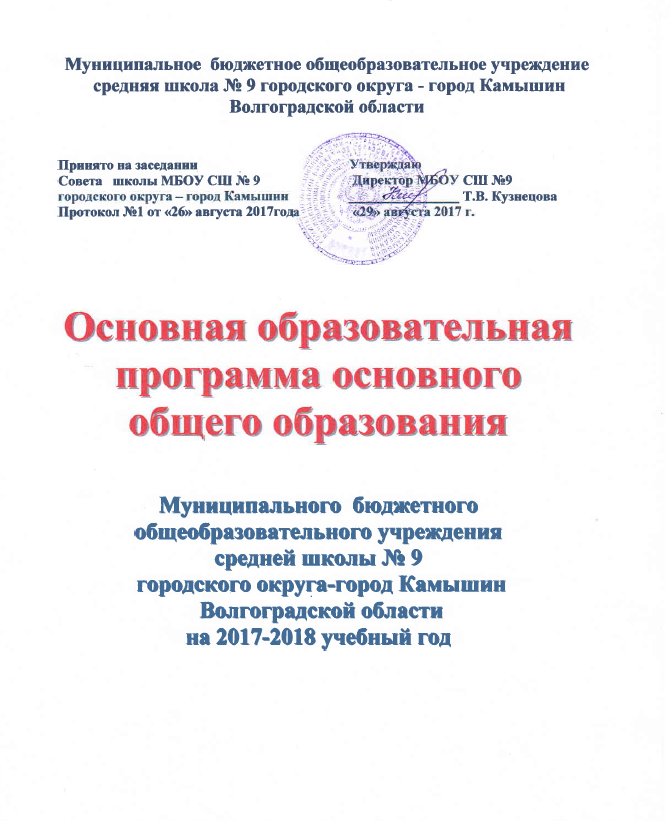 Муниципальное бюджетное общеобразовательное учреждение
средняя школа № 9 городского округа - город Камышин
Волгоградской области
Принято на заседании
Совета школы МБОУ СШ № 9
городского округа – город Камышин
Протокол №1 от «26» августа 2017года
Утверждаю
Директор МБОУ СШ №9
Т.В. Кузнецова
«29» августа 2017 г.
Основная образовательная
программа основного
общего образования
Муниципального бюджетного
общеобразовательного учреждения
средней школы № 9
городского округа-город Камышин
Волгоградской области
на 2017-2018 учебный год